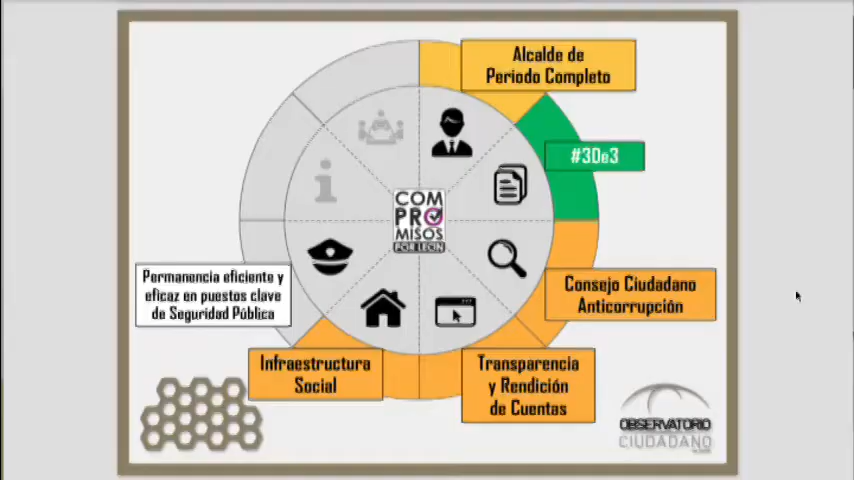 Alcalde de
Periodo Completo
#3De3
COM
PRO
MISOS
POR LEÓN
Consejo Ciudadano
Anticorrupción
Permanencia eficiente y
eficaz en puestos clave
de Seguridad Pública
Infraestructura
Social
Transparencia
y Rendición
de Cuentas
OBSERVATORIO
CIUDADANO